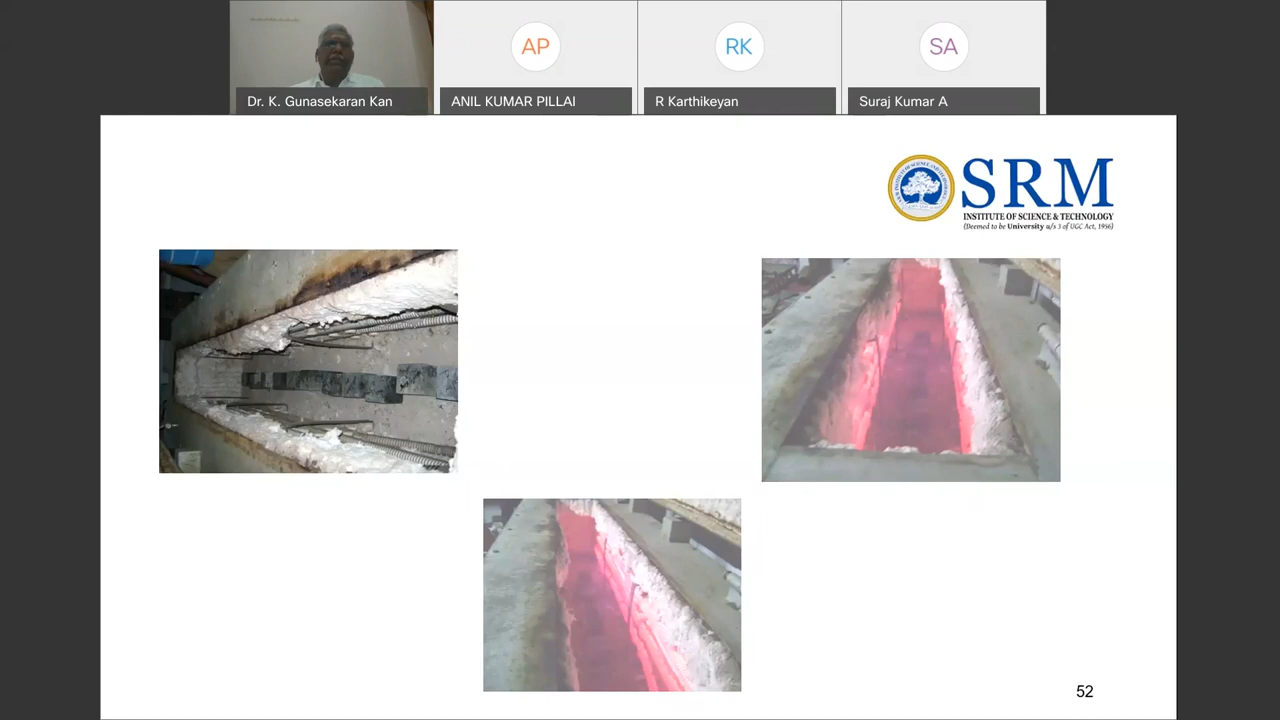 AP
RK
SA
Dr. K. Gunasekaran Kan
ANIL KUMAR PILLAI
R Karthikeyan
Suraj Kumar A
SRM
INSTITUTE OF SCIENCE & TECHNOLOGY
(Deemed to be University u/s 3 of UGC Act, 1956)
52